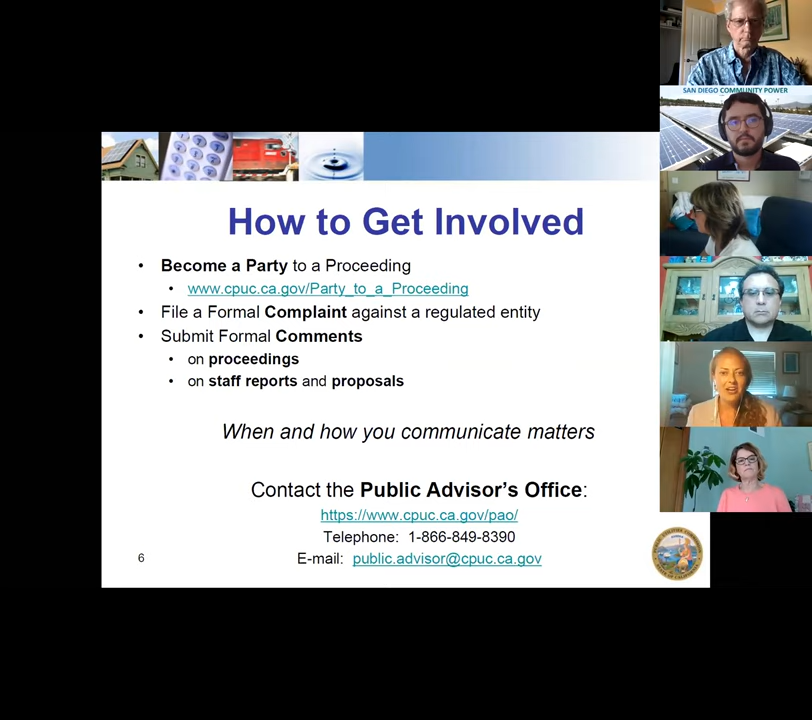 SAN DIEGO COMMUNITY POWER
How to Get Involved
• Become a Party to a Proceeding
• www.cpuc.ca.gov/Party_to_a_Proceeding
• File a Formal Complaint against a regulated entity
• Submit Formal Comments
• on proceedings
• on staff reports and proposals
When and how you communicate matters
Contact the Public Advisor's Office:
https://www.cpuc.ca.gov/pao/
Telephone: 1-866-849-8390
E-mail: public.advisor@cpuc.ca.gov
6